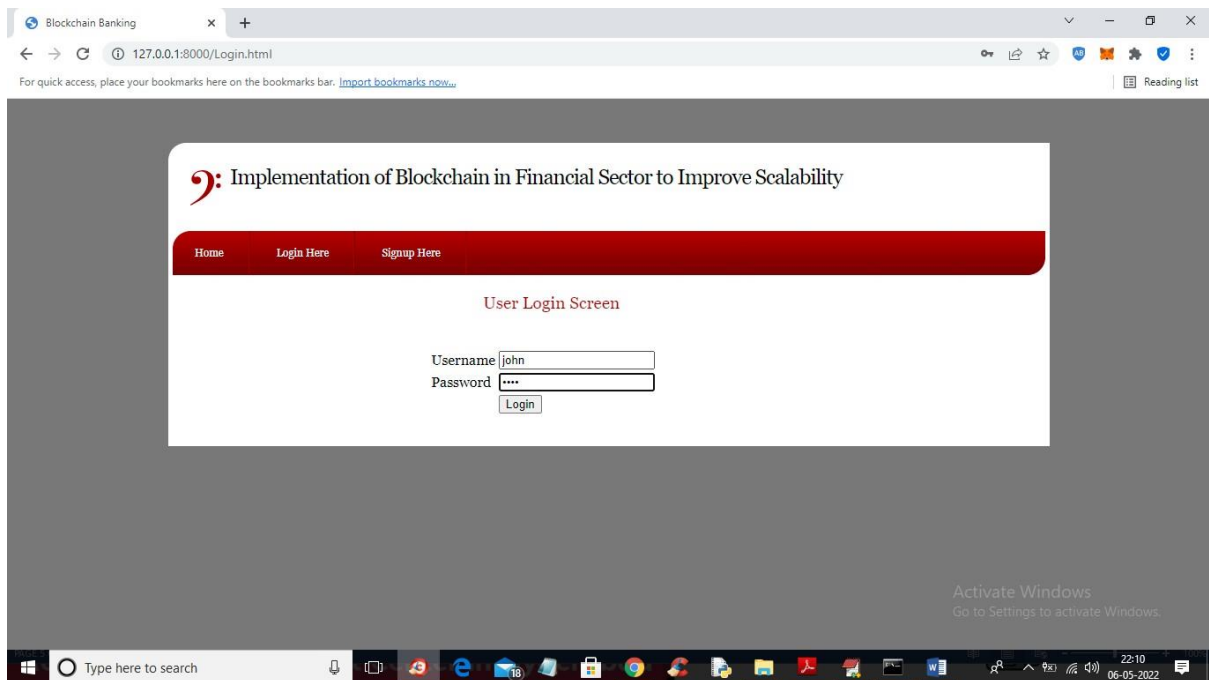 Blockchain Banking
127.0.0.1:8000/Login.html
For quick access, place your bookmarks here on the bookmarks bar. Import bookmarks now...
Reading list
Implementation of Blockchain in Financial Sector to Improve Scalability
Home Login Here Signup Here
User Login Screen
Username john
Password ••••
Login
Activate Windows
Go to Settings to activate Windows.
Type here to search
18
22:10
06-05-2022